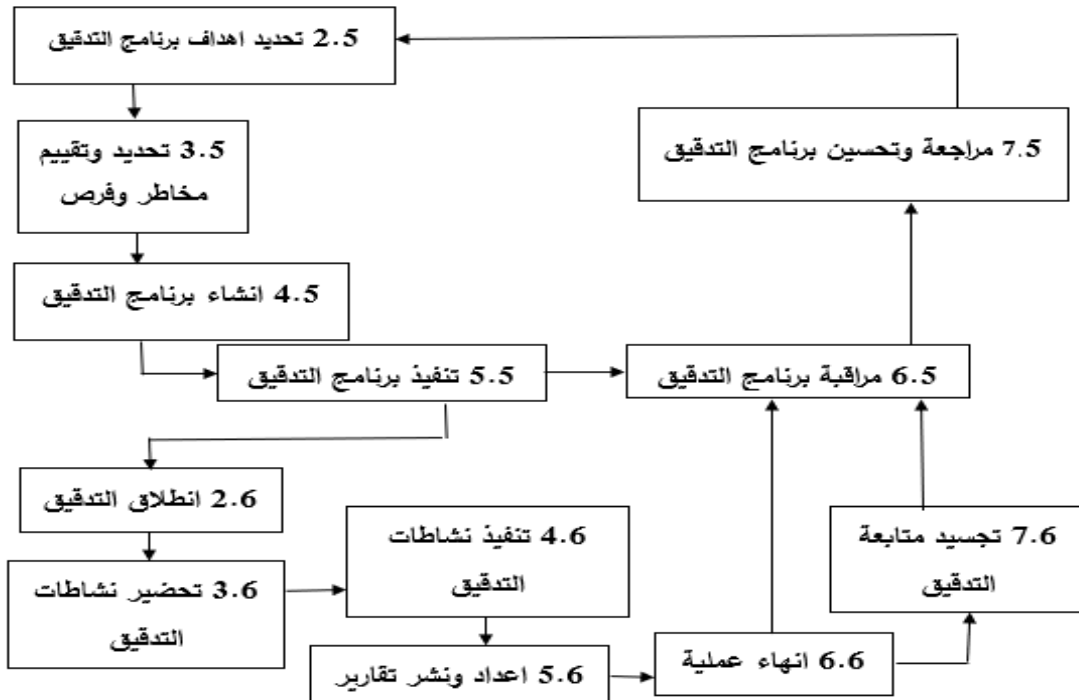 2.5 تحديد اهداف برنامج التدقيق
3.5 تحديد وتقييم
مخاطر وفرص
4.5 انشاء برنامج التدقيق
5.5 تنفيذ برنامج التدقيق
6.5 مراقبة برنامج التدقيق
7.5 مراجعة وتحسين برنامج التدقيق
2.6 انطلاق التدقيق
3.6 تحضير نشاطات
التدقيق
4.6 تنفيذ نشاطات
التدقيق
5.6 اعداد ونشر تقارير
6.6 انهاء عملية
7.6 تجسيد متابعة
التدقيق